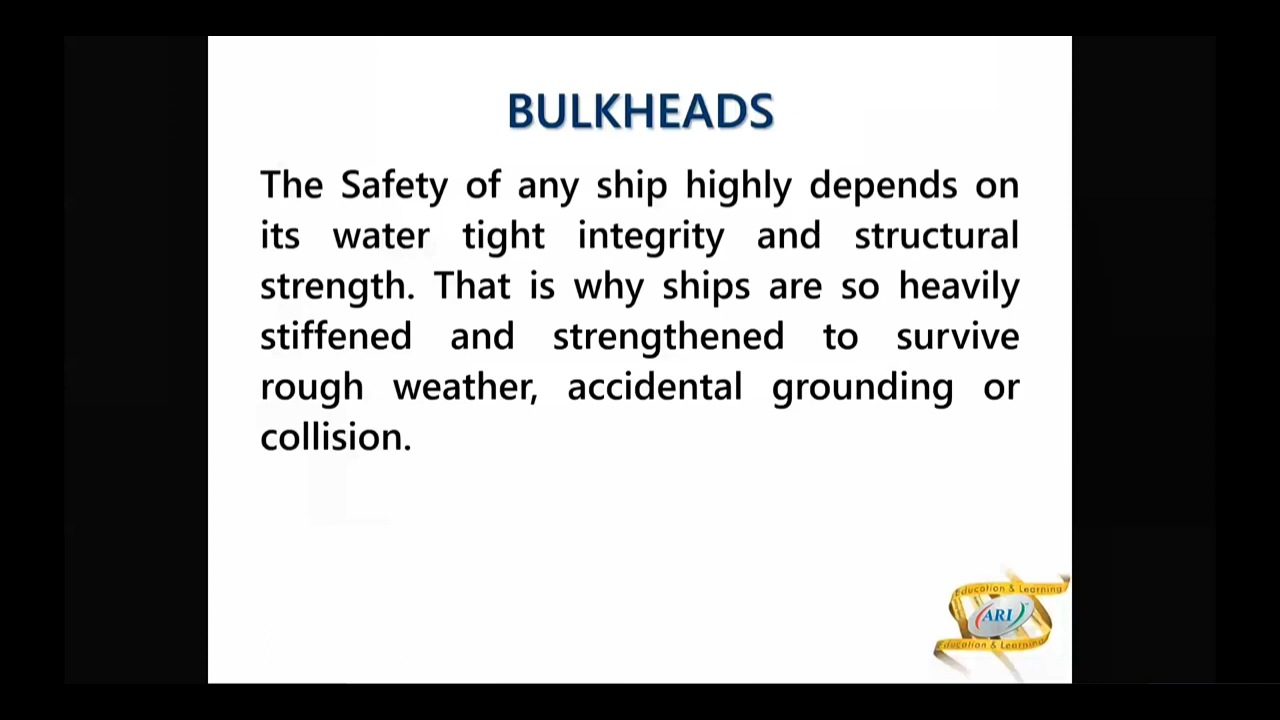 BULKHEADS
The Safety of any ship highly depends on
its water tight integrity and structural
strength. That is why ships are so heavily
stiffened and strengthened to survive
rough weather, accidental grounding or
collision.
Education & Learning
ARI
Education & Learning